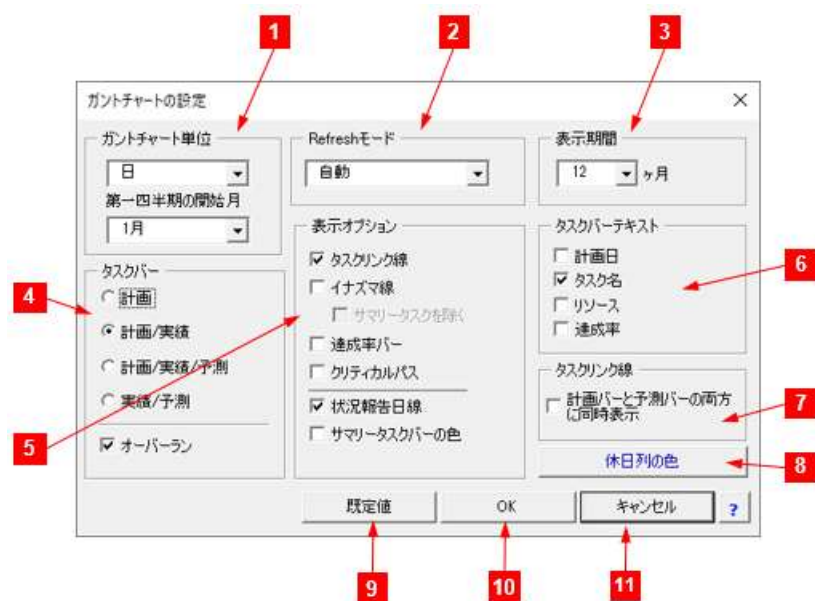 1
2
3
ガントチャートの設定
ガントチャート単位
日
第一四半期の開始月
1月
Refreshモード
自動
表示期間
12 ヶ月
4
タスクバー
計画
計画/実績
計画/実績/予測
実績/予測
オーバーラン
5
表示オプション
タスクリンク線
イナズマ線
サマリータスクを除く
達成率バー
クリティカルパス
状況報告日線
サマリータスクバーの色
タスクバーテキスト
計画日
タスク名
リソース
達成率
6
タスクリンク線
計画バーと予測バーの両方
に同時表示
7
休日列の色
8
既定値
OK
キャンセル
?
9
10
11